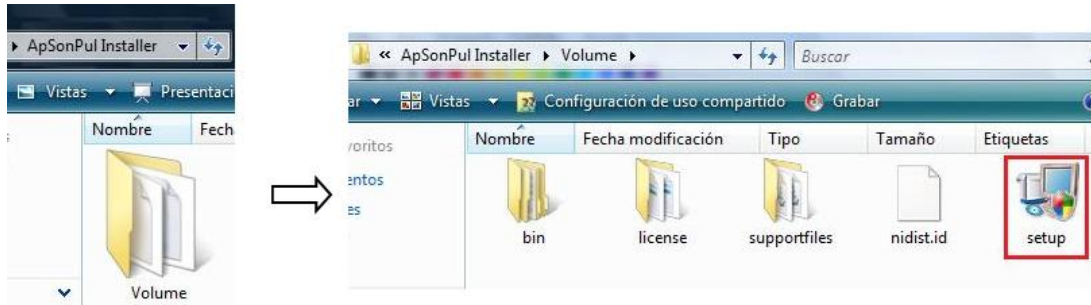 ApSonPul Installer
Vistas Presentaci
Nombre Fech
Volume
« ApSonPul Installer Volume Buscar
ar Vistas Configuración de uso compartido Grabar
voritos Nombre Fecha modificación Tipo Tamaño Etiquetas
entos
es
bin license supportfiles nidist.id setup